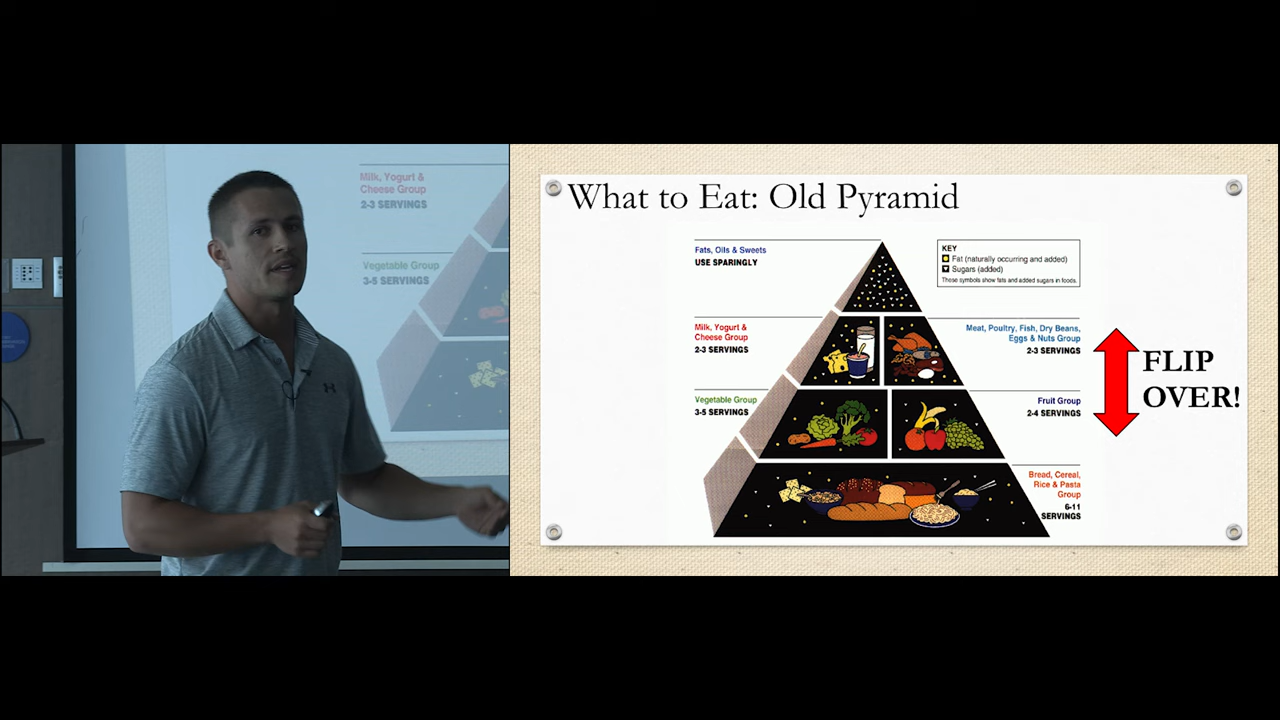 Milk, Yogurt &
Cheese Group
2-3 SERVINGS
Vegetable Group
3-5 SERVINGS
What to Eat: Old Pyramid
Fats, Oils & Sweets
USE SPARINGLY
KEY
Fat (naturally occurring and added)
Sugars (added)
These symbols show fats and added sugars in foods.
Milk, Yogurt &
Cheese Group
2-3 SERVINGS
Meat, Poultry, Fish, Dry Beans,
Eggs & Nuts Group
2-3 SERVINGS
FLIP
OVER!
Vegetable Group
3-5 SERVINGS
Fruit Group
2-4 SERVINGS
Bread, Cereal,
Rice & Pasta
Group
6-11
SERVINGS